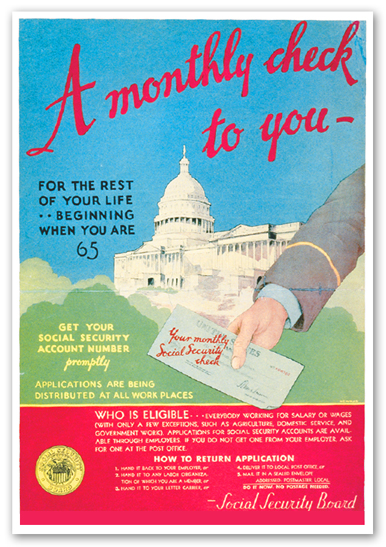 A monthly check
to you-
FOR THE REST
OF YOUR LIFE
·· BEGINNING
WHEN YOU ARE
65
GET YOUR
SOCIAL SECURITY
ACCOUNT NUMBER
promptly
APPLICATIONS ARE BEING
DISTRIBUTED AT ALL WORK PLACES
UNITED STATES
Your monthly
Social Security
check
WHO IS ELIGIBLE ··· EVERYBODY WORKING FOR SALARY OR WAGES
(WITH ONLY A FEW EXCEPTIONS, SUCH AS AGRICULTURE, DOMESTIC SERVICE, AND
GOVERNMENT WORK). APPLICATIONS FOR SOCIAL SECURITY ACCOUNTS ARE AVAIL-
ABLE THROUGH EMPLOYERS. IF YOU DO NOT GET ONE FROM YOUR EMPLOYER, ASK
FOR ONE AT THE POST OFFICE.
HOW TO RETURN APPLICATION
1. HAND IT BACK TO YOUR EMPLOYER, or
2. HAND IT TO ANY LABOR ORGANIZA-
TION OF WHICH YOU ARE A MEMBER, or
3. HAND IT TO YOUR LETTER CARRIER, or
4. DELIVER IT TO LOCAL POST OFFICE, or
5. MAIL IT IN A SEALED ENVELOPE
ADDRESSED: POSTMASTER, LOCAL
DO IT NOW. NO POSTAGE NEEDED.
—Social Security Board